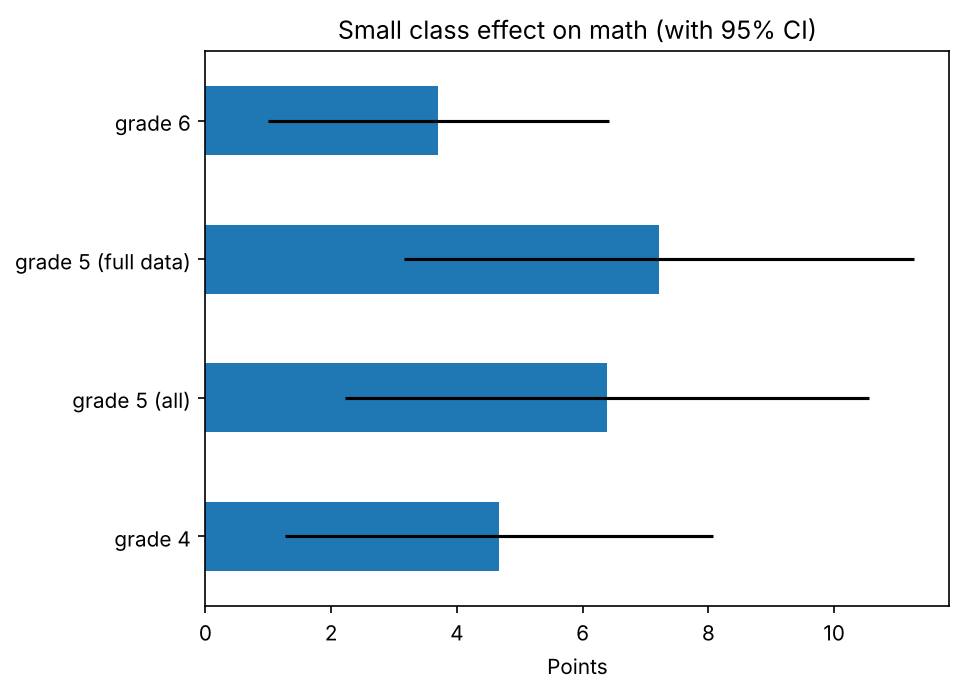 Small class effect on math (with 95% CI)
grade 6
grade 5 (full data)
grade 5 (all)
grade 4
0 2 4 6 8 10
Points